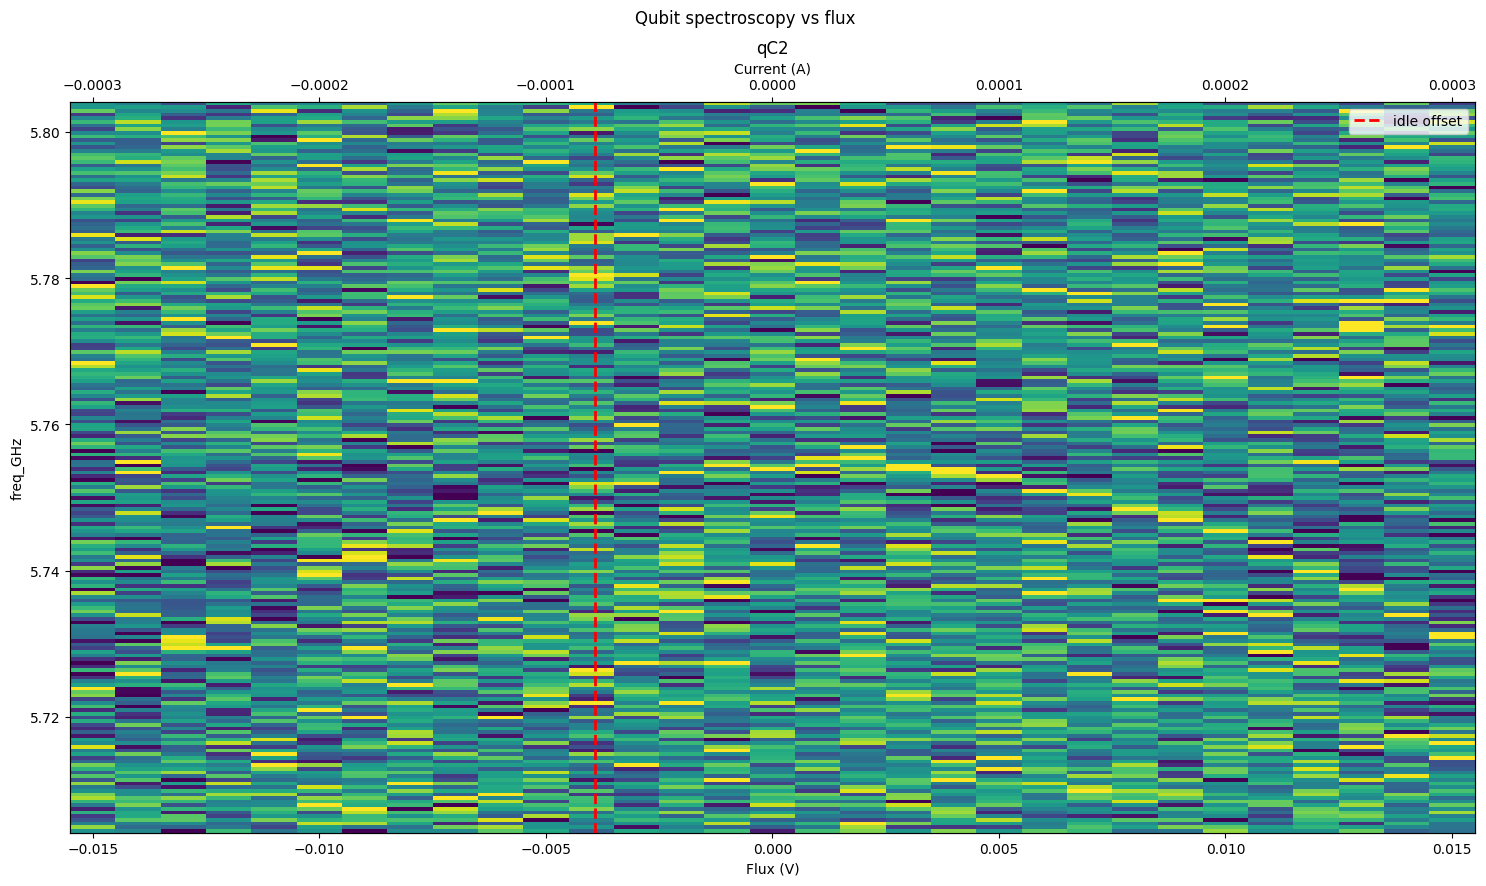 Qubit spectroscopy vs flux
qC2
Current (A)
−0.0003 −0.0002 −0.0001 0.0000 0.0001 0.0002 0.0003
idle offset
5.80
5.78
5.76
5.74
5.72
freq_GHz
−0.015 −0.010 −0.005 0.000 0.005 0.010 0.015
Flux (V)